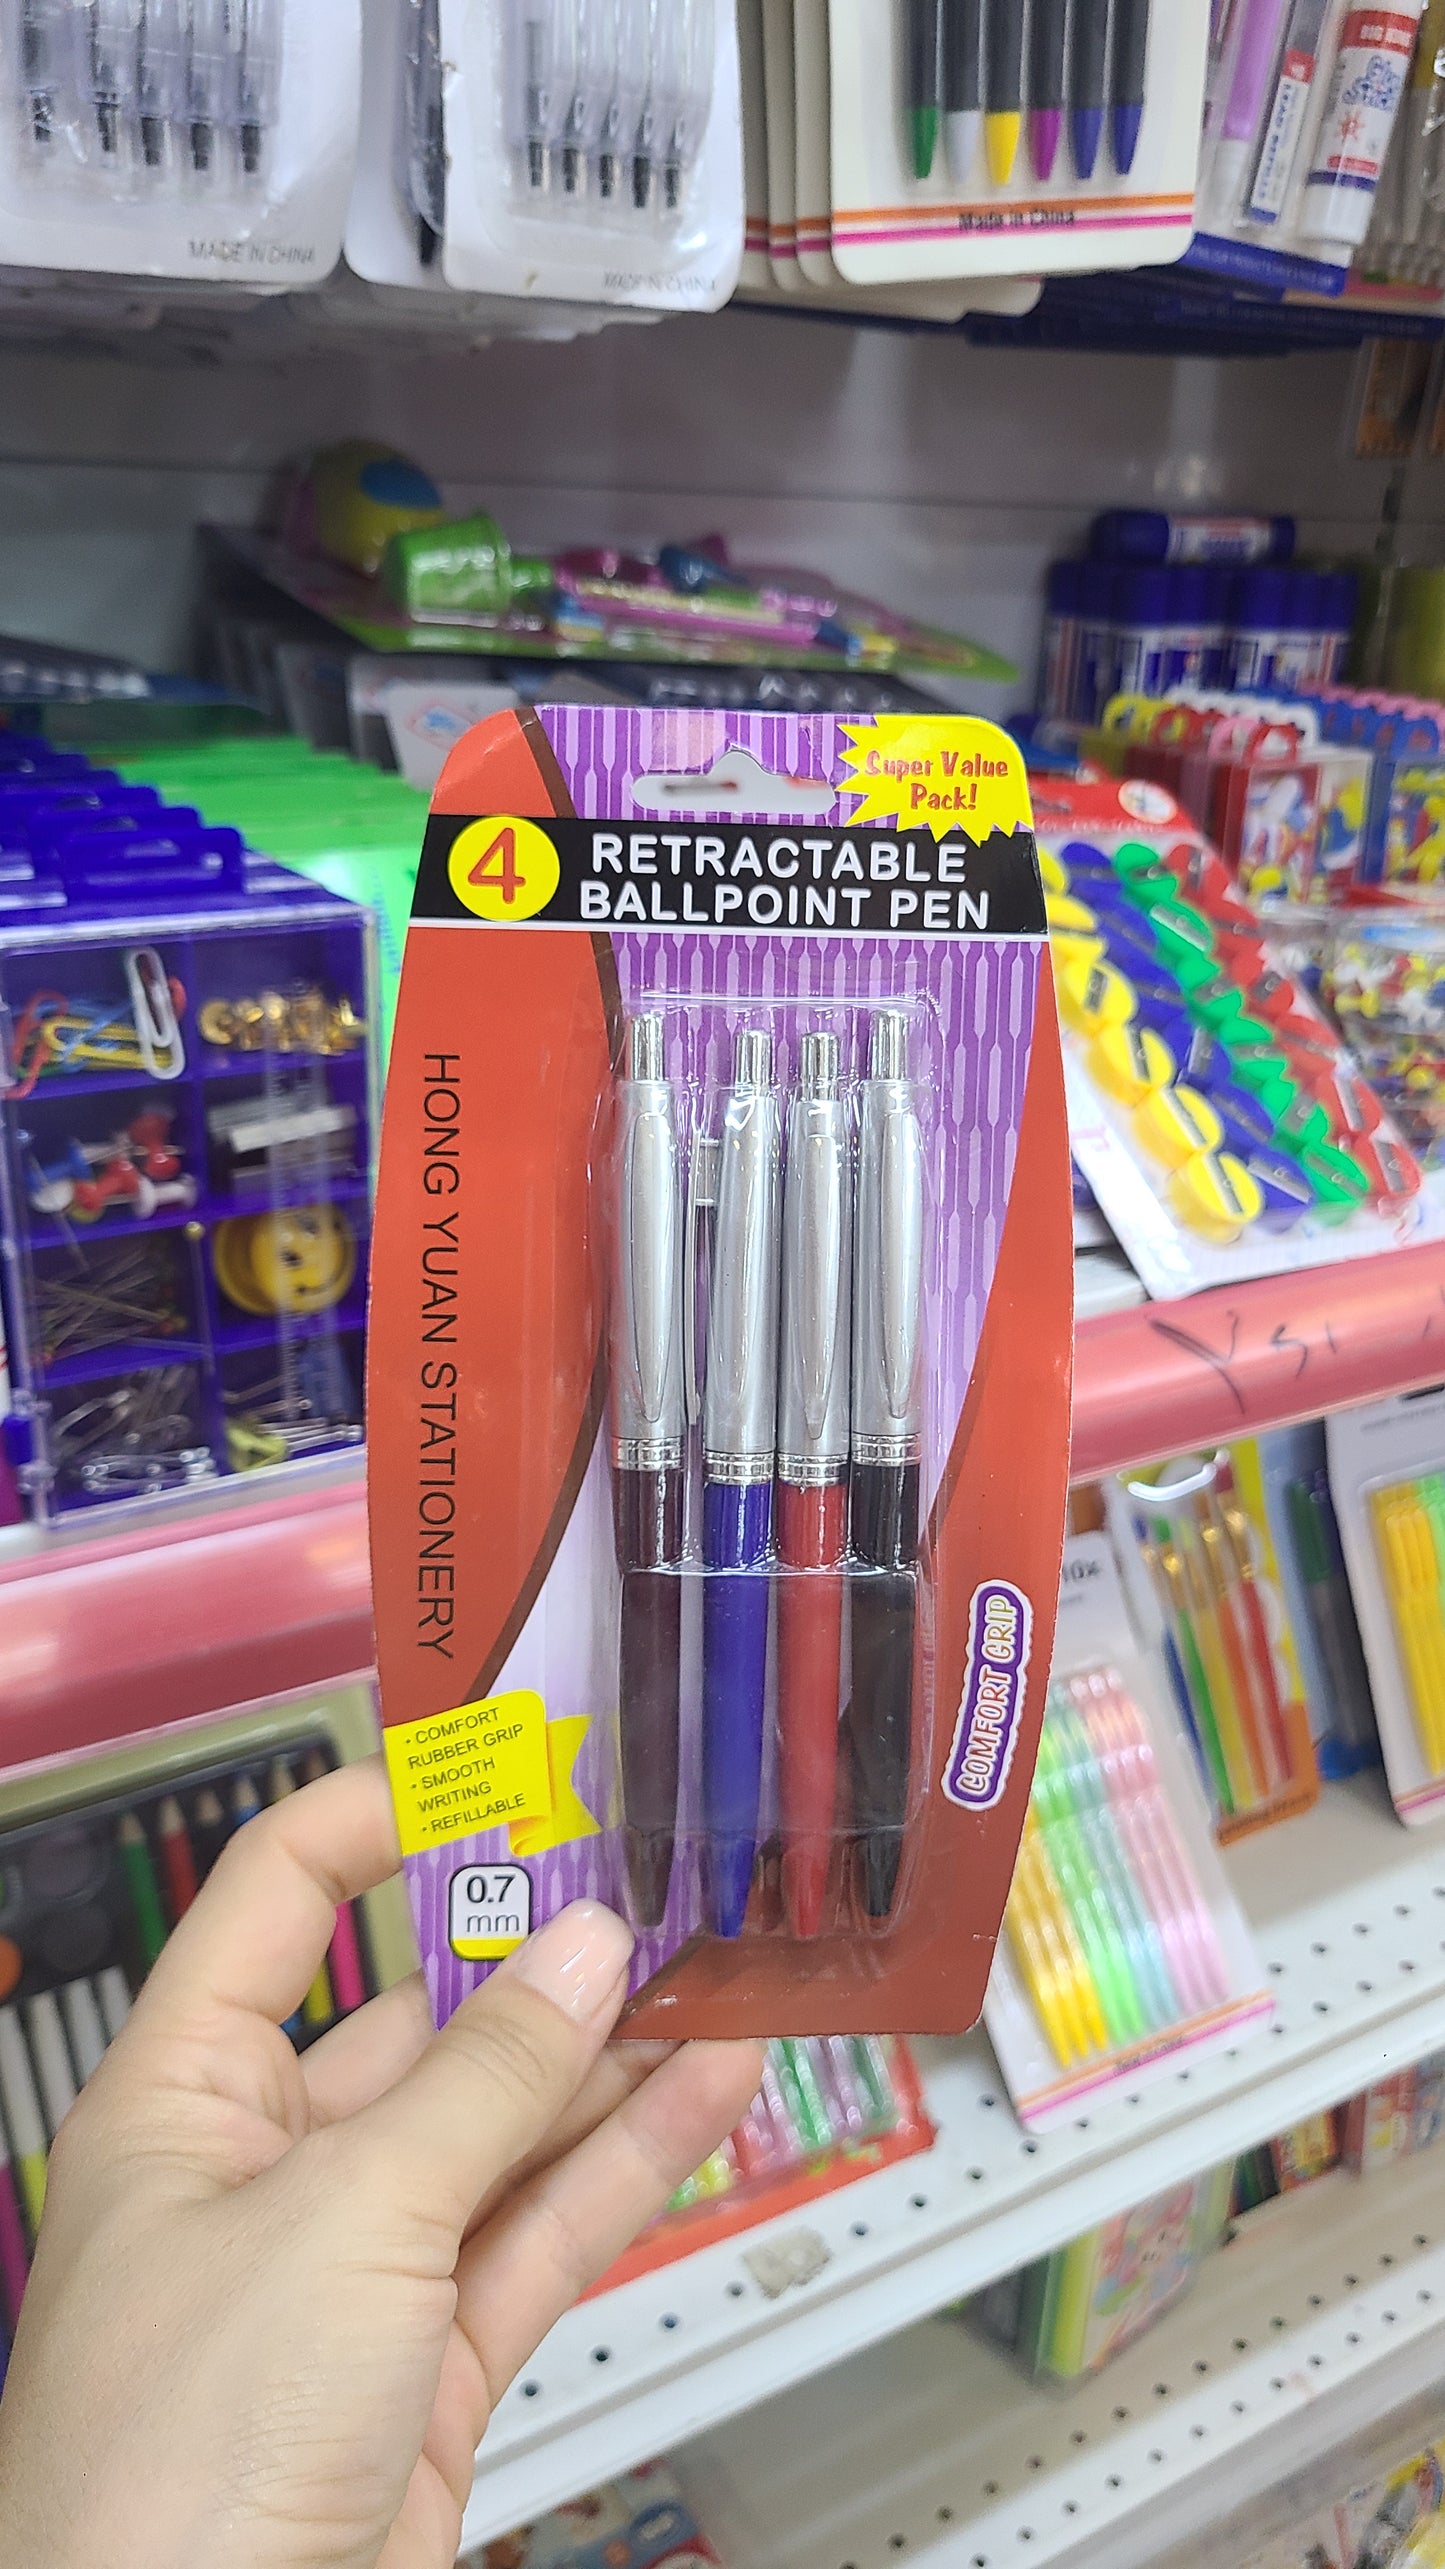 MADE IN CHINA
MADE IN CHINA
Made in China
Super Value
Pack!
4
RETRACTABLE
BALLPOINT PEN
HONG YUAN STATIONERY
COMFORT GRIP
• COMFORT
RUBBER GRIP
• SMOOTH
WRITING
• REFILLABLE
0.7
mm